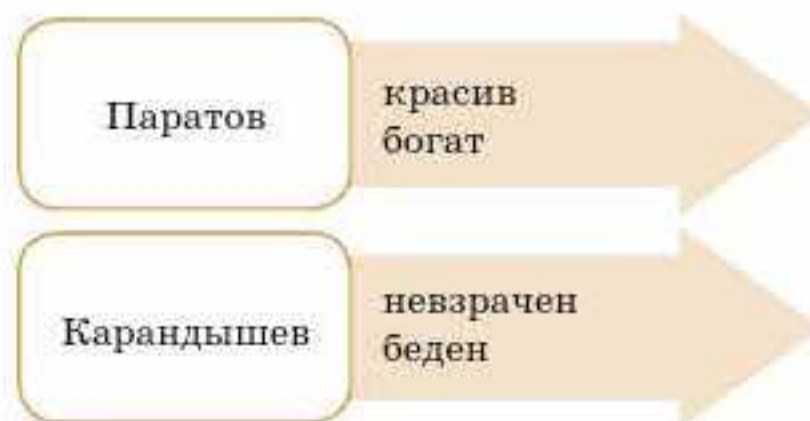 Паратов
красив
богат
Карандышев
невзрачен
беден